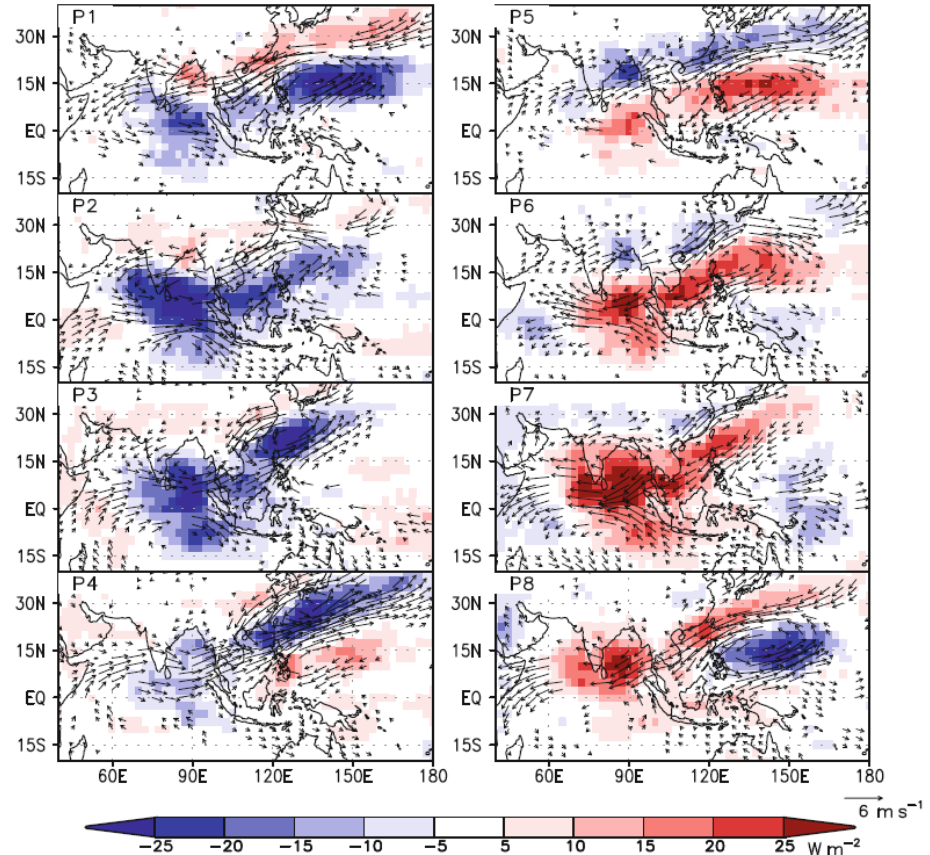 P1 P5
30N 30N
15N 15N
EQ EQ
15S 15S
P2 P6
30N 30N
15N 15N
EQ EQ
15S 15S
P3 P7
30N 30N
15N 15N
EQ EQ
15S 15S
P4 P8
30N 30N
15N 15N
EQ EQ
15S 15S
60E 90E 120E 150E 180 60E 90E 120E 150E 180
6 m s⁻¹
−25 −20 −15 −10 −5 5 10 15 20 25 W m⁻²